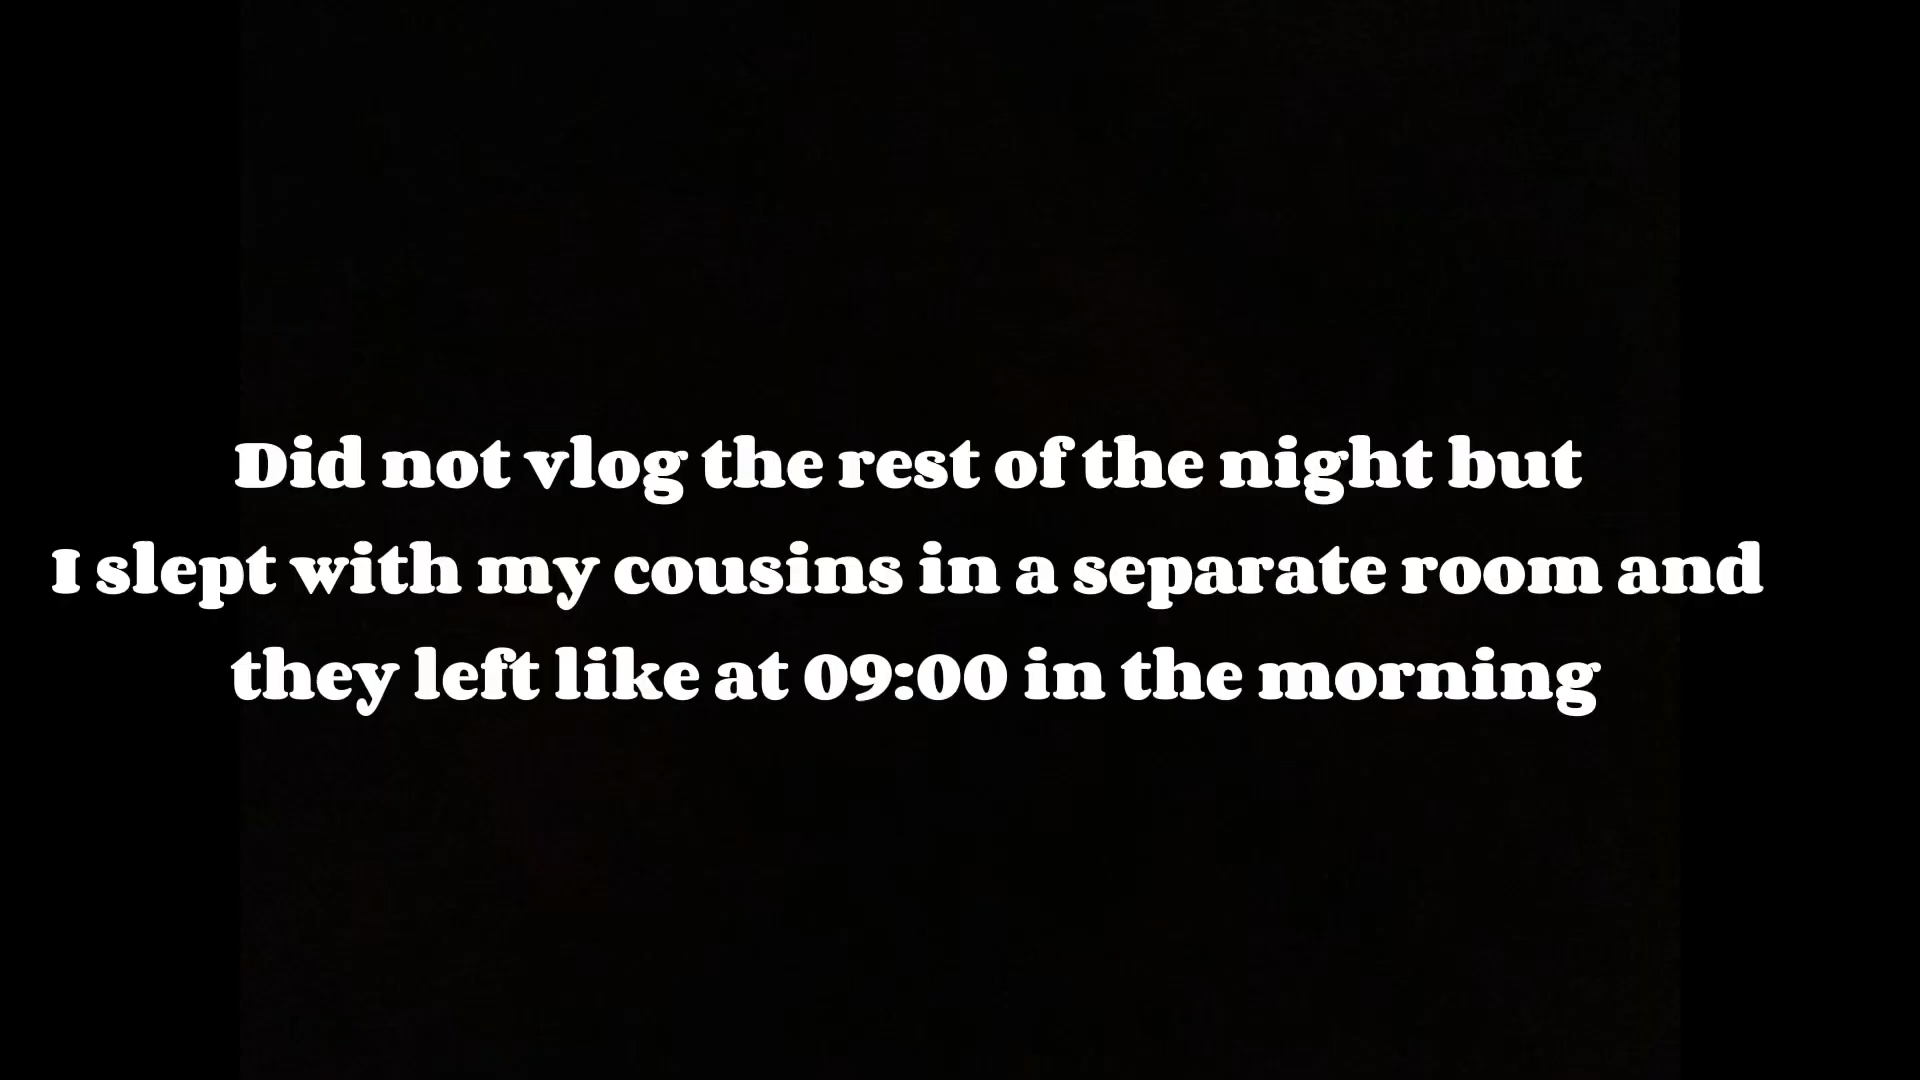 Did not vlog the rest of the night but
I slept with my cousins in a separate room and
they left like at 09:00 in the morning